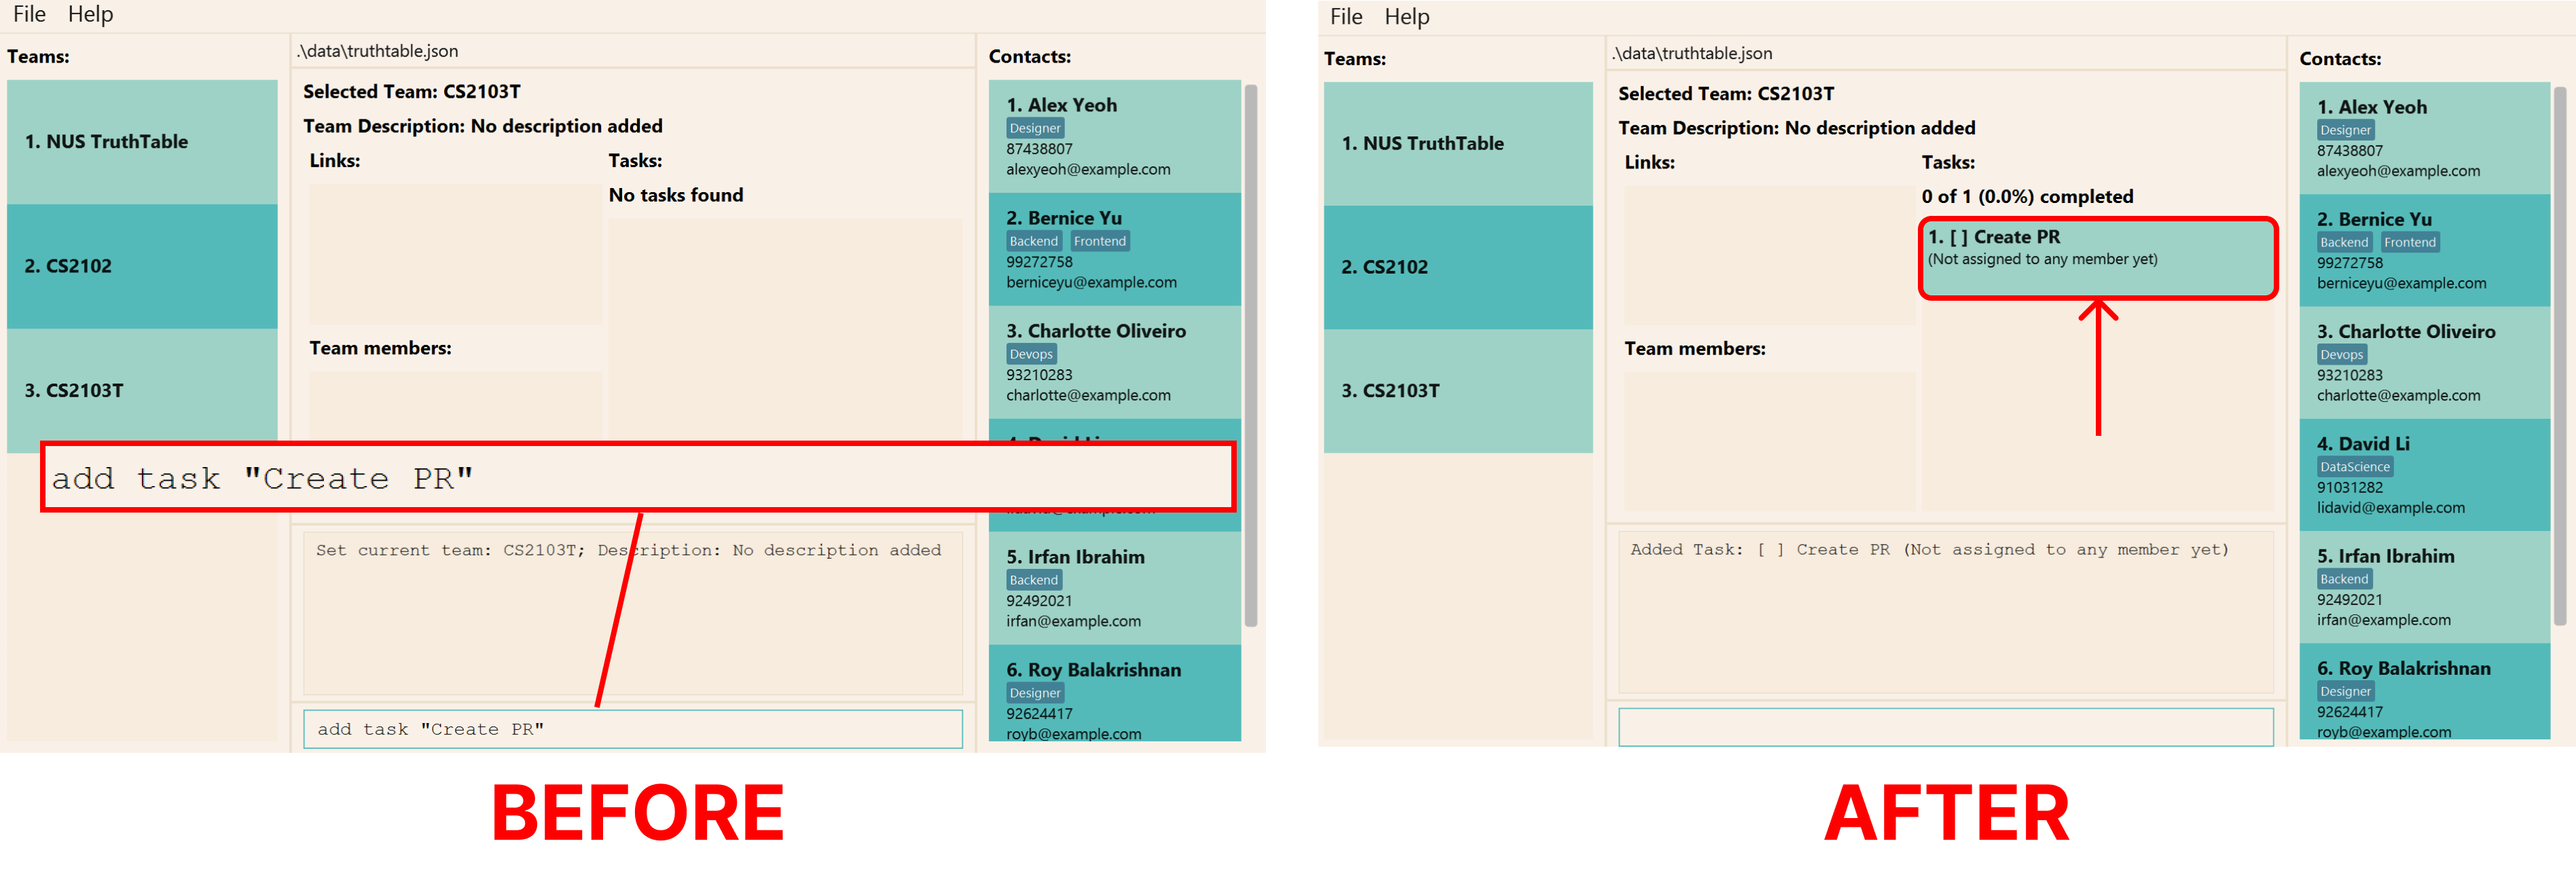 File Help
Teams:
1. NUS TruthTable
2. CS2102
3. CS2103T
.\data\truthtable.json
Selected Team: CS2103T
Team Description: No description added
Links:
Tasks:
No tasks found
Team members:
add task "Create PR"
Set current team: CS2103T; Description: No description added
add task "Create PR"
Contacts:
1. Alex Yeoh
Designer
87438807
alexyeoh@example.com
2. Bernice Yu
Backend Frontend
99272758
berniceyu@example.com
3. Charlotte Oliveiro
Devops
93210283
charlotte@example.com
5. Irfan Ibrahim
Backend
92492021
irfan@example.com
6. Roy Balakrishnan
Designer
92624417
royb@example.com
BEFORE
File Help
Teams:
1. NUS TruthTable
2. CS2102
3. CS2103T
.\data\truthtable.json
Selected Team: CS2103T
Team Description: No description added
Links:
Tasks:
0 of 1 (0.0%) completed
1. [ ] Create PR
(Not assigned to any member yet)
Team members:
Added Task: [ ] Create PR (Not assigned to any member yet)
Contacts:
1. Alex Yeoh
Designer
87438807
alexyeoh@example.com
2. Bernice Yu
Backend Frontend
99272758
berniceyu@example.com
3. Charlotte Oliveiro
Devops
93210283
charlotte@example.com
4. David Li
DataScience
91031282
lidavid@example.com
5. Irfan Ibrahim
Backend
92492021
irfan@example.com
6. Roy Balakrishnan
Designer
92624417
royb@example.com
AFTER